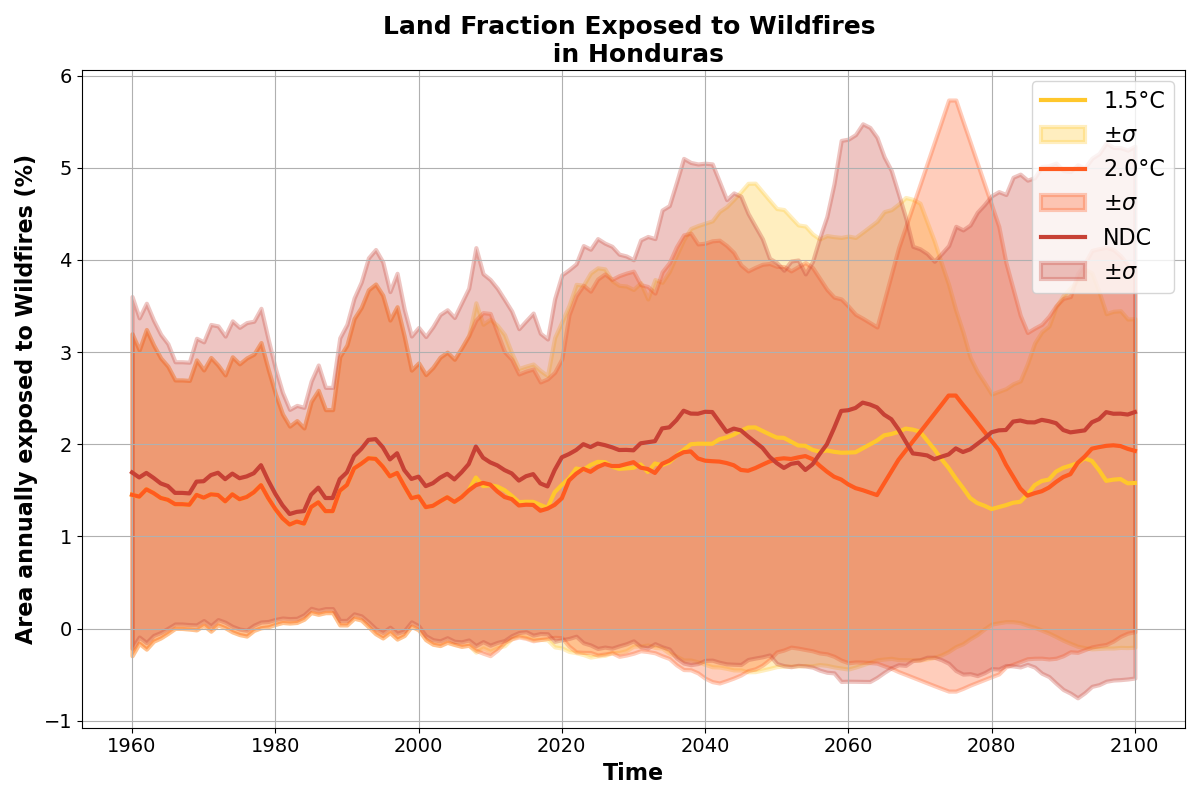 Land Fraction Exposed to Wildfires
in Honduras
Area annually exposed to Wildfires (%)
6
5
4
3
2
1
0
−1
1960
1980
2000
2020
2040
2060
2080
2100
Time
1.5°C
±σ
2.0°C
±σ
NDC
±σ